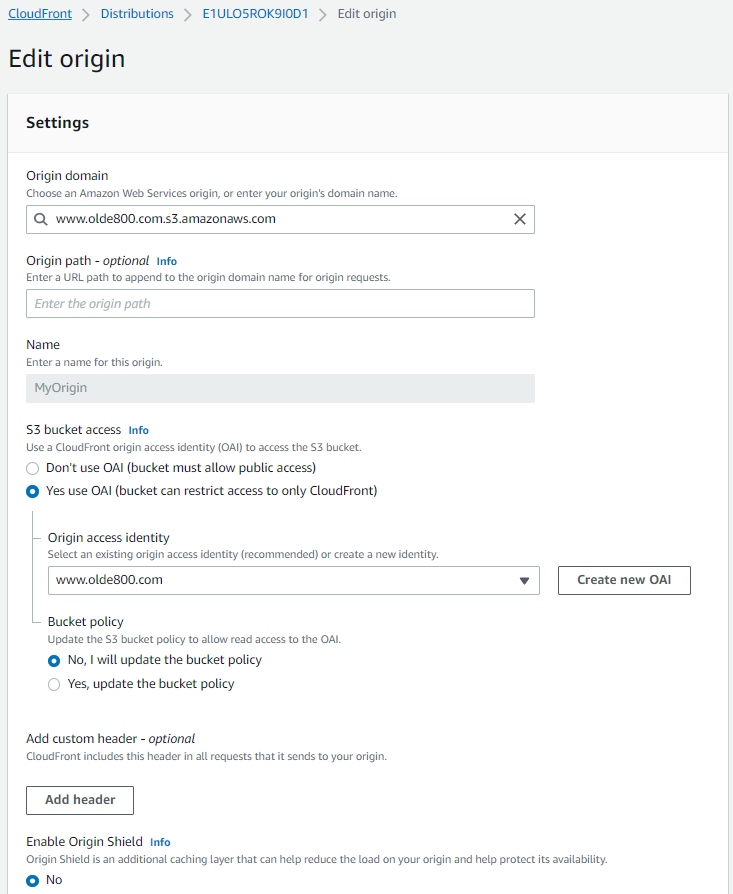 CloudFront > Distributions > E1ULO5ROK9I0D1 > Edit origin
Edit origin
Settings
Origin domain
Choose an Amazon Web Services origin, or enter your origin's domain name.
www.olde800.com.s3.amazonaws.com
Origin path - optional Info
Enter a URL path to append to the origin domain name for origin requests.
Enter the origin path
Name
Enter a name for this origin.
MyOrigin
S3 bucket access Info
Use a CloudFront origin access identity (OAI) to access the S3 bucket.
Don't use OAI (bucket must allow public access)
Yes use OAI (bucket can restrict access to only CloudFront)
Origin access identity
Select an existing origin access identity (recommended) or create a new identity.
www.olde800.com
Create new OAI
Bucket policy
Update the S3 bucket policy to allow read access to the OAI.
No, I will update the bucket policy
Yes, update the bucket policy
Add custom header - optional
CloudFront includes this header in all requests that it sends to your origin.
Add header
Enable Origin Shield Info
Origin Shield is an additional caching layer that can help reduce the load on your origin and help protect its availability.
No